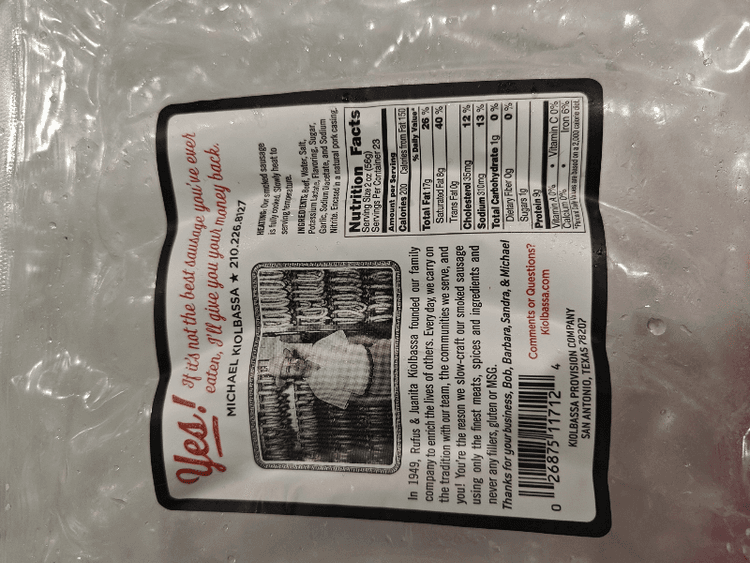 Yes! If it's not the best sausage you've ever
eaten, I'll give you your money back.
MICHAEL KIOLBASSA ★ 210.226.8127
HEATING: Our smoked sausage
is fully cooked. Slowly heat to
serving temperature.
INGREDIENTS: Beef, Water, Salt,
Potassium Lactate, Flavoring, Sugar,
Garlic, Sodium Diacetate, and Sodium
Nitrite. Encased in a natural pork casing.
In 1949, Rufus & Juanita Kiolbassa founded our family
company to enrich the lives of others. Every day, we carry on
the tradition with our team, the communities we serve, and
you! You're the reason we slow-craft our smoked sausage
using only the finest meats, spices and ingredients and
never any fillers, gluten or MSG.
Thanks for your business, Bob, Barbara, Sandra, & Michael
Nutrition Facts
Serving Size 2 oz (56g)
Servings Per Container 23
Amount per Serving
Calories 200 Calories from Fat 150
% Daily Value*
Total Fat 17g 26 %
Saturated Fat 8g 40 %
Trans Fat 0g
Cholesterol 35mg 12 %
Sodium 310mg 13 %
Total Carbohydrate 1g 0 %
Dietary Fiber 0g 0 %
Sugars 1g
Protein 9g
Vitamin A 0% • Vitamin C 0%
Calcium 0% • Iron 6%
*Percent Daily Values are based on a 2,000 calorie diet.
Comments or Questions?
Kiolbassa.com
0 26875 11712 4
KIOLBASSA PROVISION COMPANY
SAN ANTONIO, TEXAS 78207